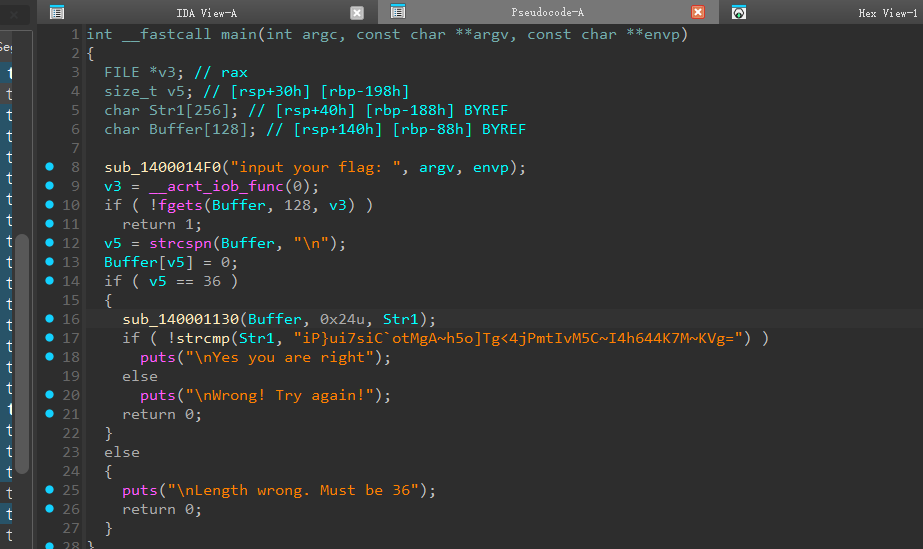 IDA View-A
Pseudocode-A
Hex View-1
1 int __fastcall main(int argc, const char **argv, const char **envp)
2 {
3 FILE *v3; // rax
4 size_t v5; // [rsp+30h] [rbp-198h]
5 char Str1[256]; // [rsp+40h] [rbp-188h] BYREF
6 char Buffer[128]; // [rsp+140h] [rbp-88h] BYREF
7
8 sub_1400014F0("input your flag: ", argv, envp);
9 v3 = __acrt_iob_func(0);
10 if ( !fgets(Buffer, 128, v3) )
11 return 1;
12 v5 = strcspn(Buffer, "\n");
13 Buffer[v5] = 0;
14 if ( v5 == 36 )
15 {
16 sub_140001130(Buffer, 0x24u, Str1);
17 if ( !strcmp(Str1, "iP}ui7siC`otMgA~h5o]Tg<4jPmtIvM5C~I4h644K7M~KVg=") )
18 puts("\nYes you are right");
19 else
20 puts("\nWrong! Try again!");
21 return 0;
22 }
23 else
24 {
25 puts("\nLength wrong. Must be 36");
26 return 0;
27 }
28 }